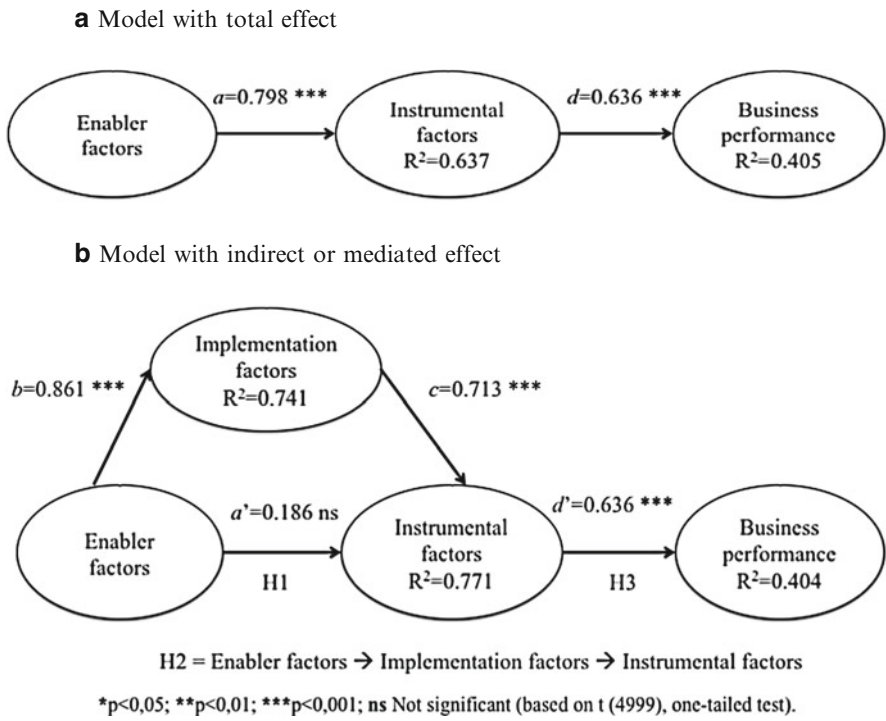 a Model with total effect
a=0.798 ***
d=0.636 ***
Enabler
factors
Instrumental
factors
R²=0.637
Business
performance
R²=0.405
b Model with indirect or mediated effect
Implementation
factors
R²=0.741
b=0.861 ***
c=0.713 ***
a’=0.186 ns
d’=0.636 ***
Enabler
factors
H1
Instrumental
factors
R²=0.771
H3
Business
performance
R²=0.404
H2 = Enabler factors → Implementation factors → Instrumental factors
*p<0,05; **p<0,01; ***p<0,001; ns Not significant (based on t (4999), one-tailed test).